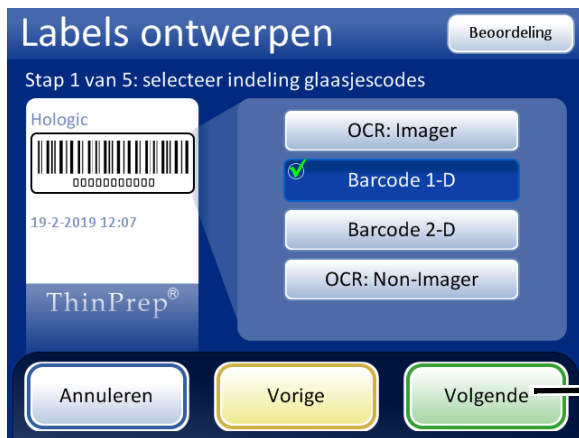 Labels ontwerpen
Beoordeling
Stap 1 van 5: selecteer indeling glaasjescodes
Hologic
00000000000
19-2-2019 12:07
ThinPrep®
OCR: Imager
Barcode 1-D
Barcode 2-D
OCR: Non-Imager
Annuleren
Vorige
Volgende